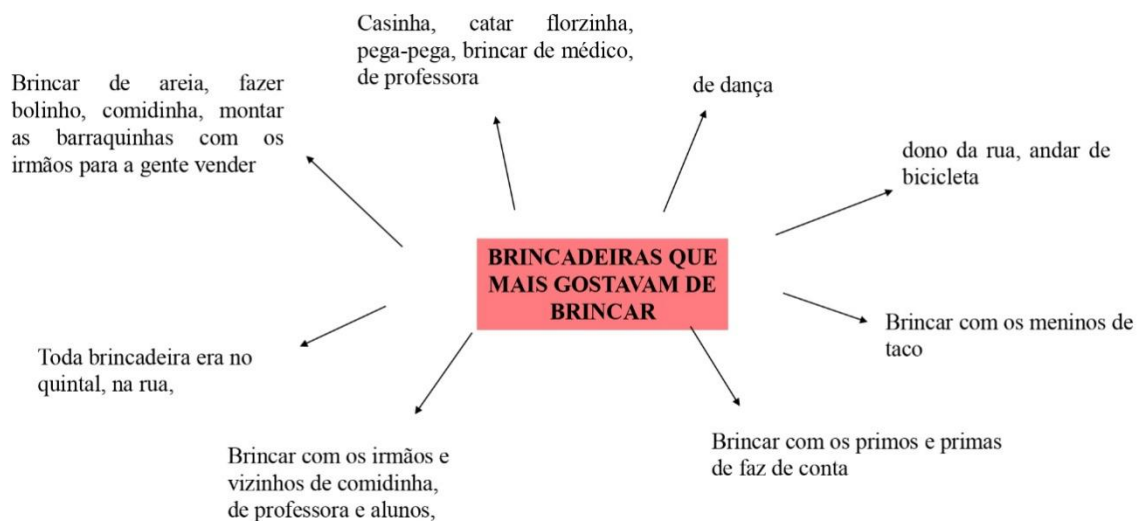 Casinha, catar florzinha,
pega-pega, brincar de médico,
de professora
Brincar de areia, fazer
bolinho, comidinha, montar
as barraquinhas com os
irmãos para a gente vender
de dança
dono da rua, andar de
bicicleta
BRINCADEIRAS QUE
MAIS GOSTAVAM DE
BRINCAR
Brincar com os meninos de
taco
Toda brincadeira era no
quintal, na rua,
Brincar com os primos e primas
de faz de conta
Brincar com os irmãos e
vizinhos de comidinha,
de professora e alunos,